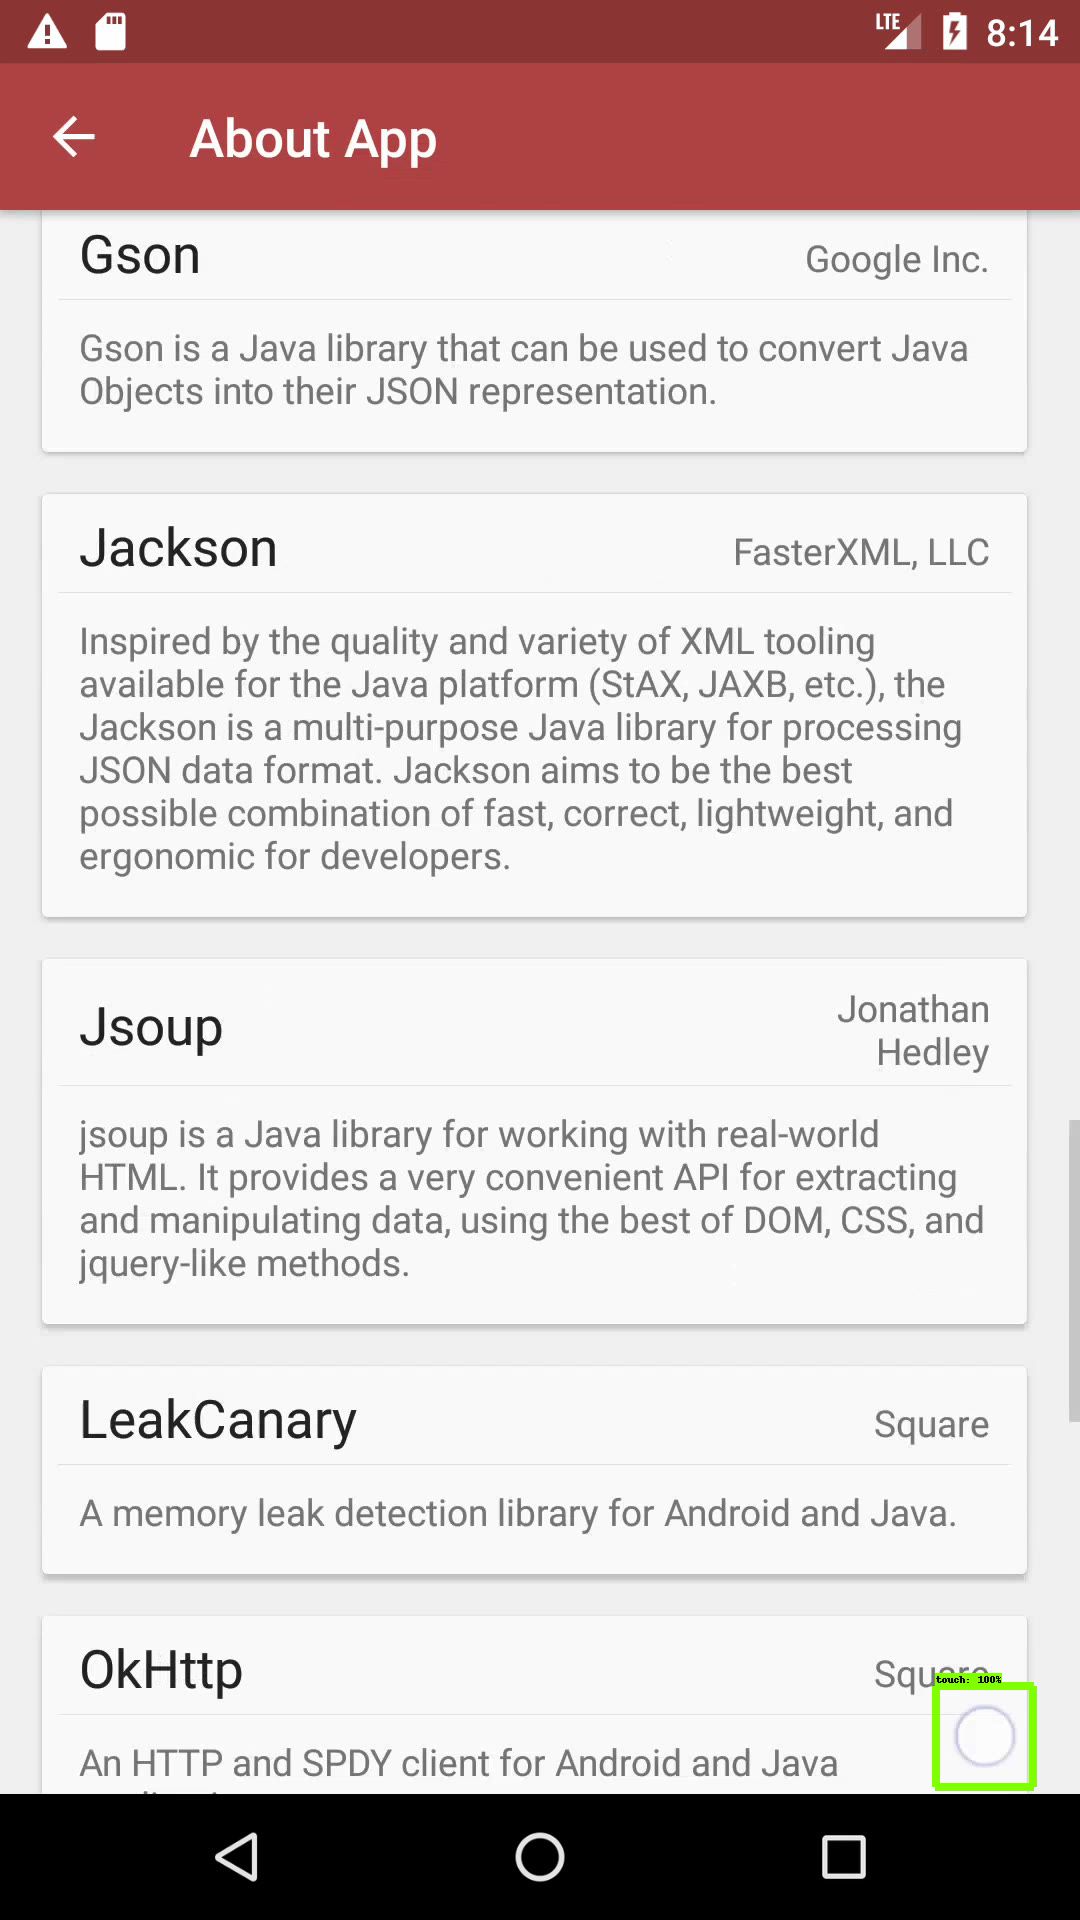 LTE 8:14
About App
Gson Google Inc.
Gson is a Java library that can be used to convert Java
Objects into their JSON representation.
Jackson FasterXML, LLC
Inspired by the quality and variety of XML tooling
available for the Java platform (StAX, JAXB, etc.), the
Jackson is a multi-purpose Java library for processing
JSON data format. Jackson aims to be the best
possible combination of fast, correct, lightweight, and
ergonomic for developers.
Jsoup Jonathan
Hedley
jsoup is a Java library for working with real-world
HTML. It provides a very convenient API for extracting
and manipulating data, using the best of DOM, CSS, and
jquery-like methods.
LeakCanary Square
A memory leak detection library for Android and Java.
OkHttp Square
touch: 100%
An HTTP and SPDY client for Android and Java